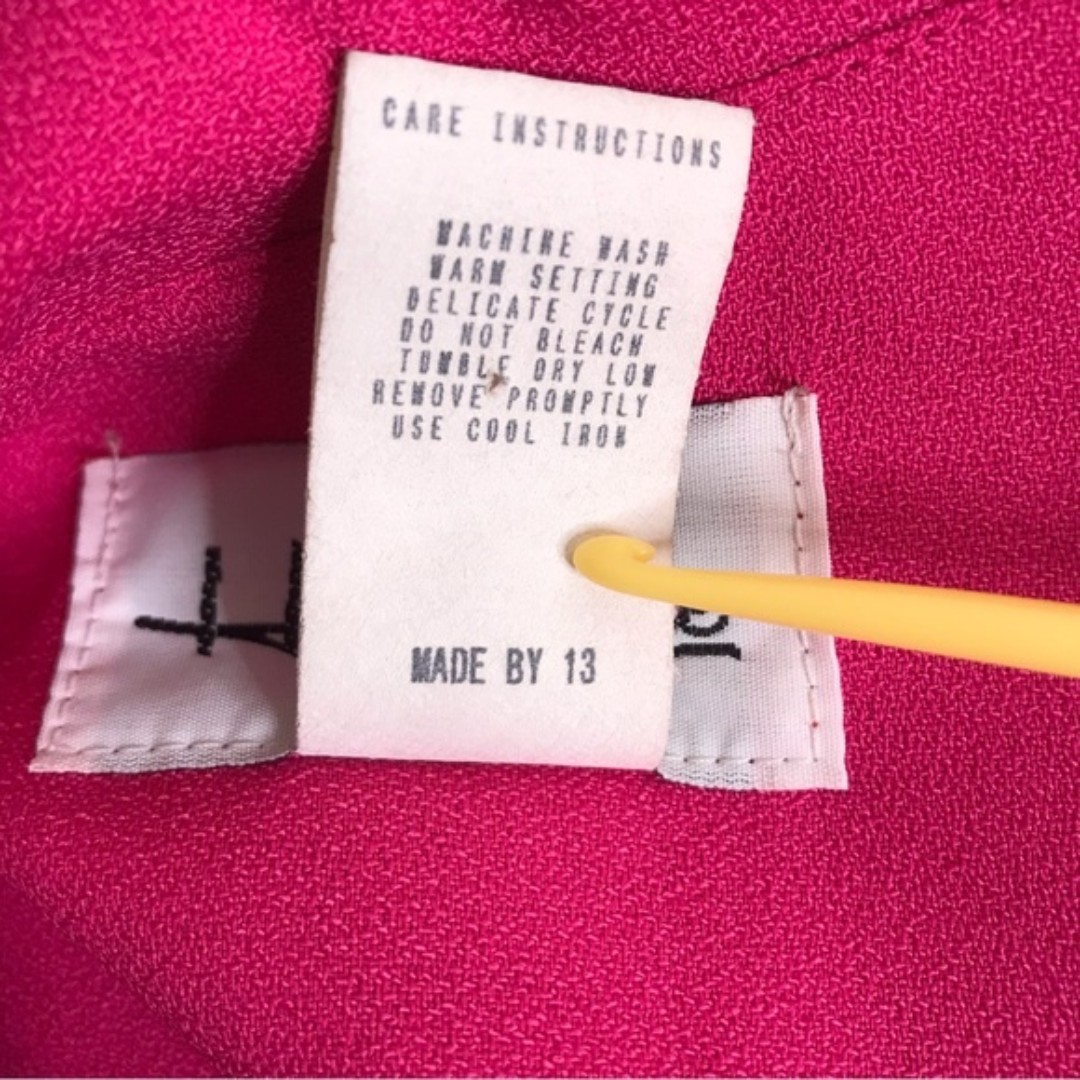 CARE INSTRUCTIONS
MACHINE WASH
WARM SETTING
DELICATE CYCLE
DO NOT BLEACH
TUMBLE DRY LOW
REMOVE PROMPTLY
USE COOL IRON
MADE BY 13